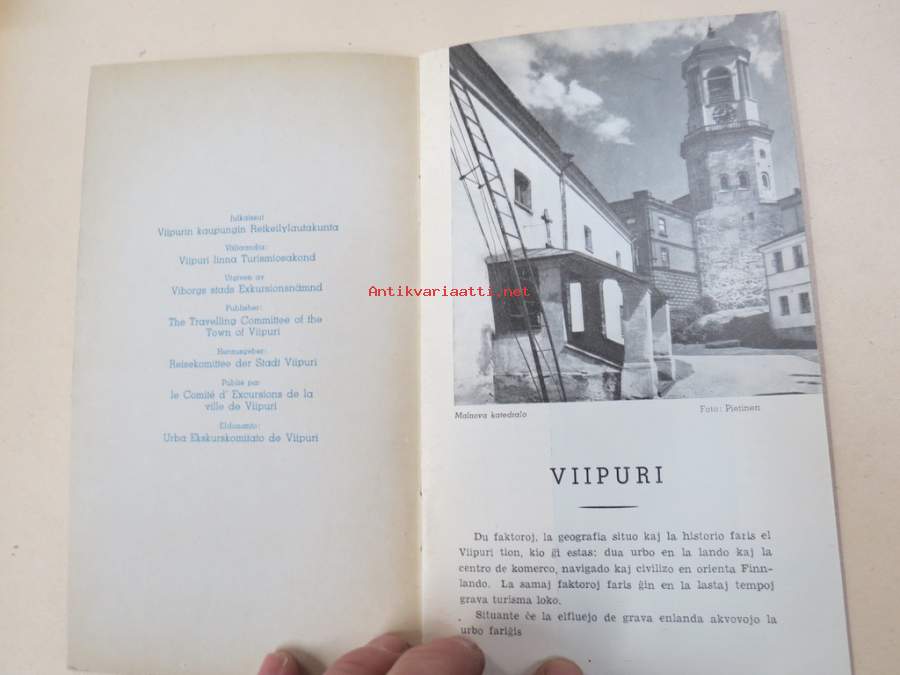 Julkaissut
Viipurin kaupungin Retkeilylautakunta
Väljaandja:
Viipuri linna Turismiosakond
Utgiven av
Viborgs stads Exkursionsnämnd
Publisher:
The Travelling Committee of the
Town of Viipuri
Herausgeber:
Reisekomittee der Stadt Viipuri
Publié par
le Comité d' Excursions de la
ville de Viipuri
Eldonanto:
Urba Ekskurskomitato de Viipuri
Antikvariaatti.net
Malnova katedralo
Foto: Pietinen
VIIPURI
Du faktoroj, la geografia situo kaj la historio faris el
Viipuri tion, kio ĝi estas: dua urbo en la lando kaj la
centro de komerco, navigado kaj civilizo en orienta Finn-
lando. La samaj faktoroj faris ĝin en la lastaj tempoj
grava turisma loko.
Situante ĉe la elfluejo de grava enlanda akvovojo la
urbo fariĝis